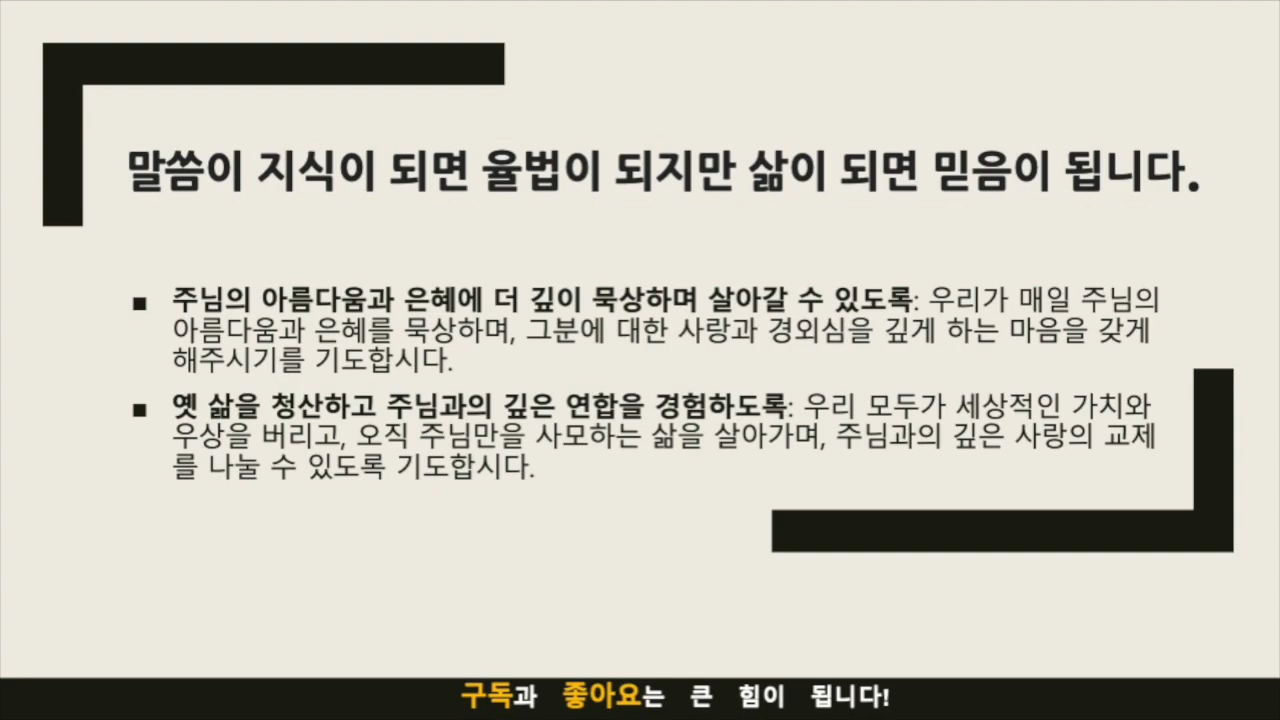 말씀이 지식이 되면 율법이 되지만 삶이 되면 믿음이 됩니다.
■ 주님의 아름다움과 은혜에 더 깊이 묵상하며 살아갈 수 있도록: 우리가 매일 주님의
아름다움과 은혜를 묵상하며, 그분에 대한 사랑과 경외심을 깊게 하는 마음을 갖게
해주시기를 기도합시다.
■ 옛 삶을 청산하고 주님과의 깊은 연합을 경험하도록: 우리 모두가 세상적인 가치와
우상을 버리고, 오직 주님만을 사모하는 삶을 살아가며, 주님과의 깊은 사랑의 교제
를 나눌 수 있도록 기도합시다.
구독과 좋아요는 큰 힘이 됩니다!